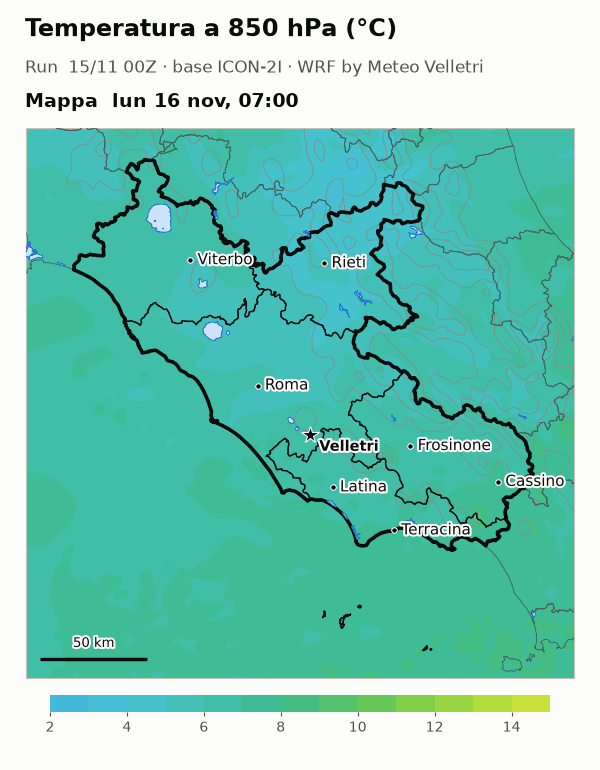 Temperatura a 850 hPa (°C)
Run  15/11 00Z · base ICON-2I · WRF by Meteo Velletri
Mappa  lun 16 nov, 07:00
Viterbo
Rieti
Roma
Velletri
Frosinone
Cassino
Latina
Terracina
50 km
2 4 6 8 10 12 14